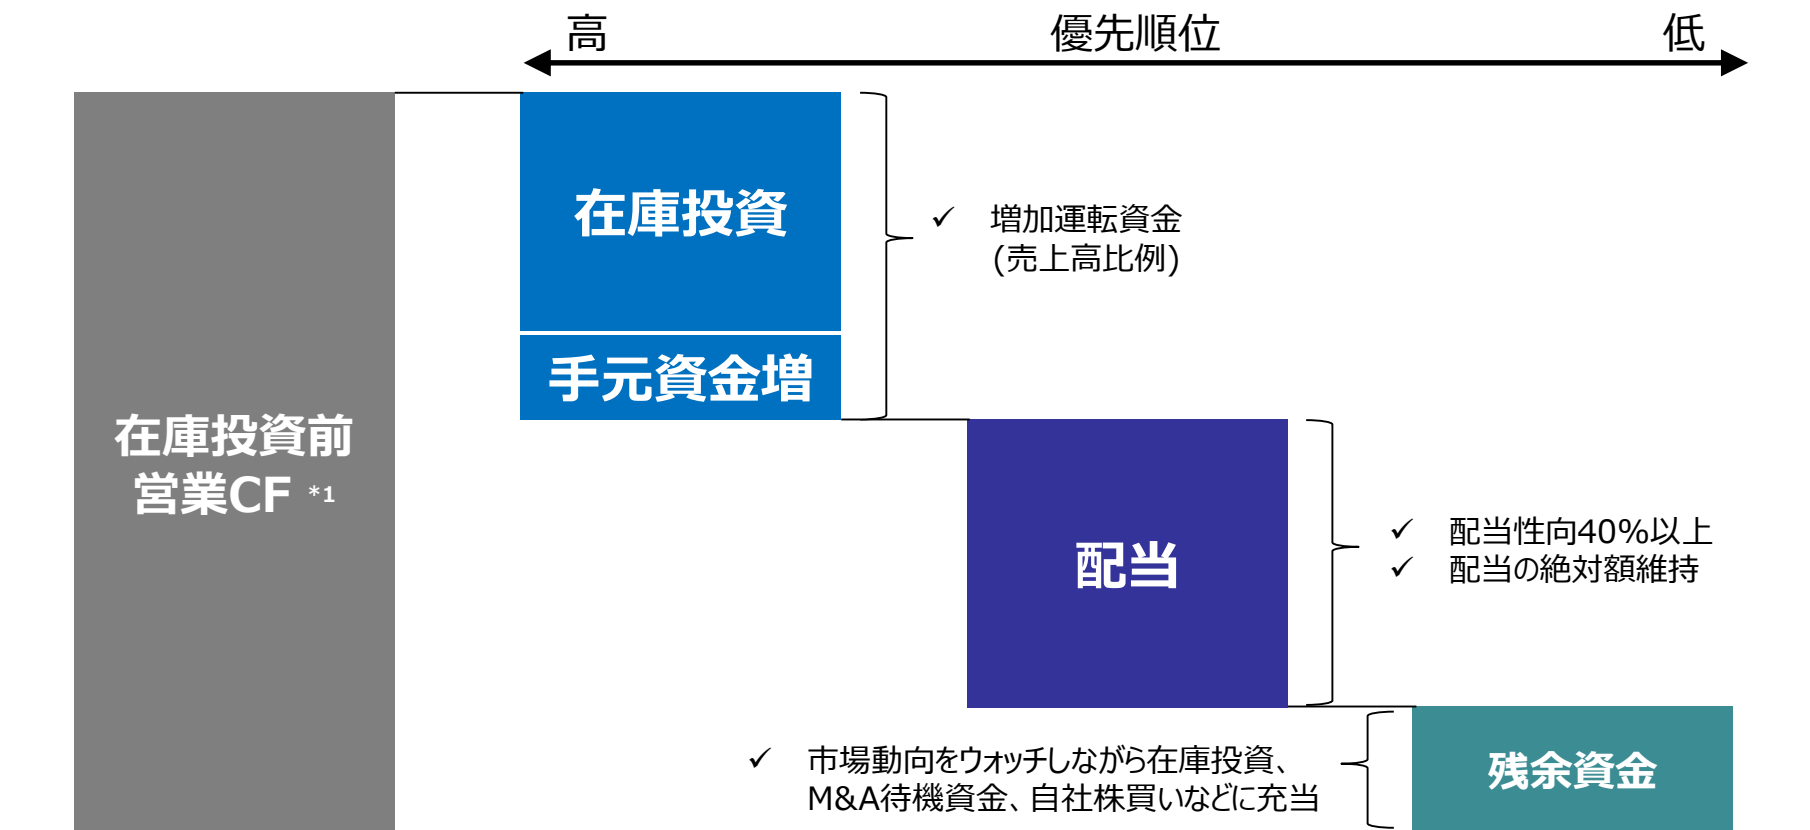 高 優先順位 低
在庫投資
✓ 増加運転資金
(売上高比例)
手元資金増
在庫投資前
営業CF *1
配当
✓ 配当性向40%以上
✓ 配当の絶対額維持
✓ 市場動向をウォッチしながら在庫投資、
M&A待機資金、自社株買いなどに充当
残余資金